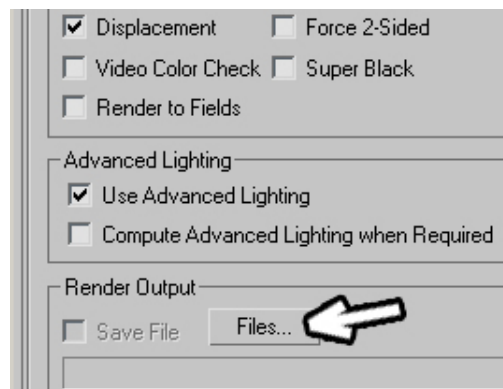 Displacement Force 2-Sided
Video Color Check Super Black
Render to Fields
Advanced Lighting
Use Advanced Lighting
Compute Advanced Lighting when Required
Render Output
Save File Files...